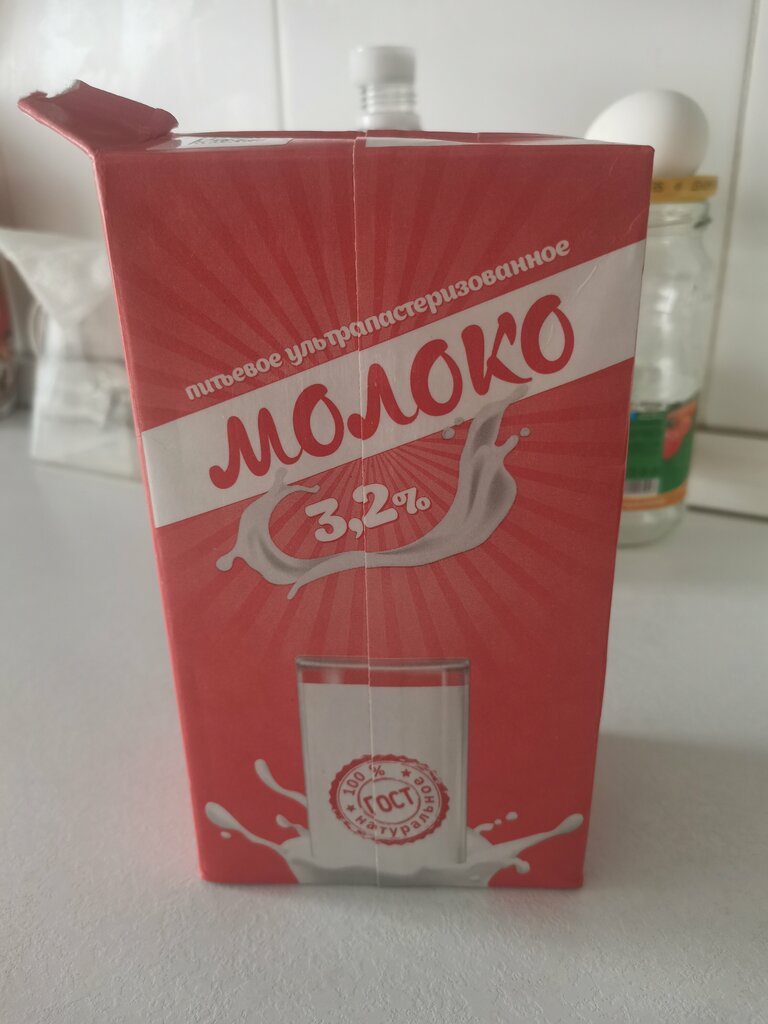 питьевое ультрапастеризованное
МОЛОКО
3,2%
100 %
ГОСТ
натуральное